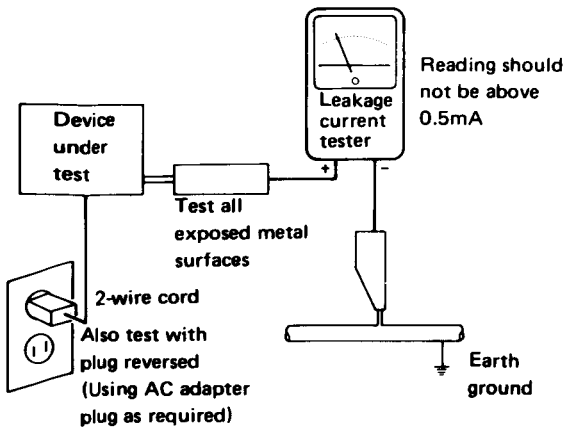 Reading should
not be above
0.5mA
Leakage
current
tester
+
−
Device
under
test
Test all
exposed metal
surfaces
2-wire cord
Also test with
plug reversed
(Using AC adapter
plug as required)
Earth
ground